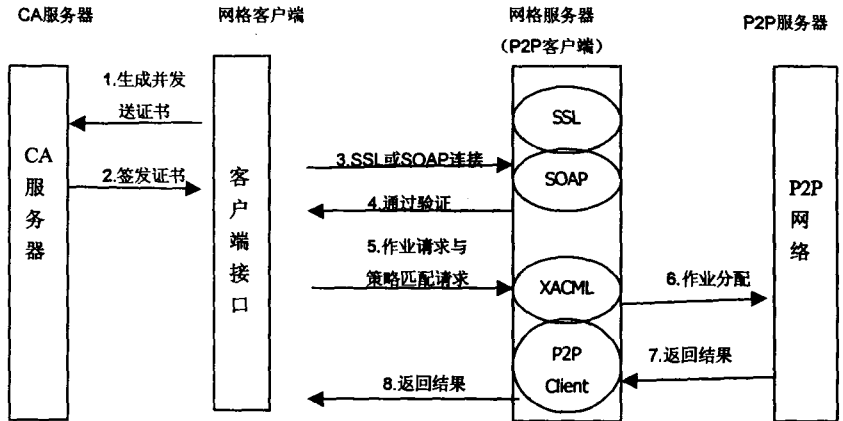 CA服务器
网格客户端
网格服务器
（P2P客户端）
P2P服务器
1.生成并发
送证书
2.签发证书
3.SSL或SOAP连接
4.通过验证
5.作业请求与
策略匹配请求
6.作业分配
7.返回结果
8.返回结果
CA
服
务
器
客
户
端
接
口
SSL
SOAP
XACML
P2P
Client
P2P
网
络